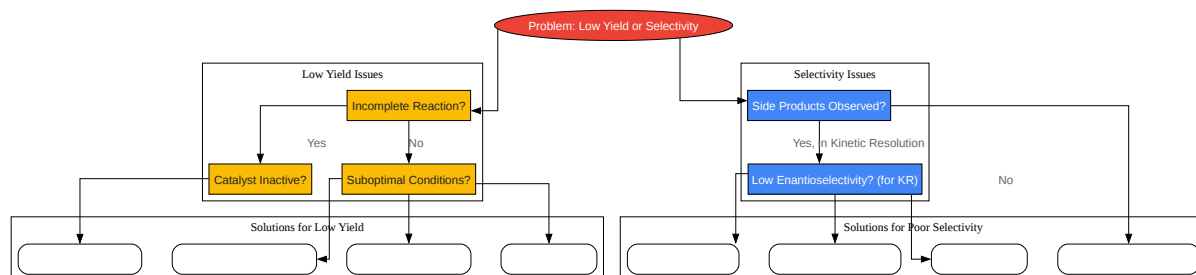 Problem: Low Yield or Selectivity
Low Yield Issues
Selectivity Issues
Incomplete Reaction?
Side Products Observed?
Yes
No
Yes, in Kinetic Resolution
Catalyst Inactive?
Suboptimal Conditions?
Low Enantioselectivity? (for KR)
No
Solutions for Low Yield
Solutions for Poor Selectivity